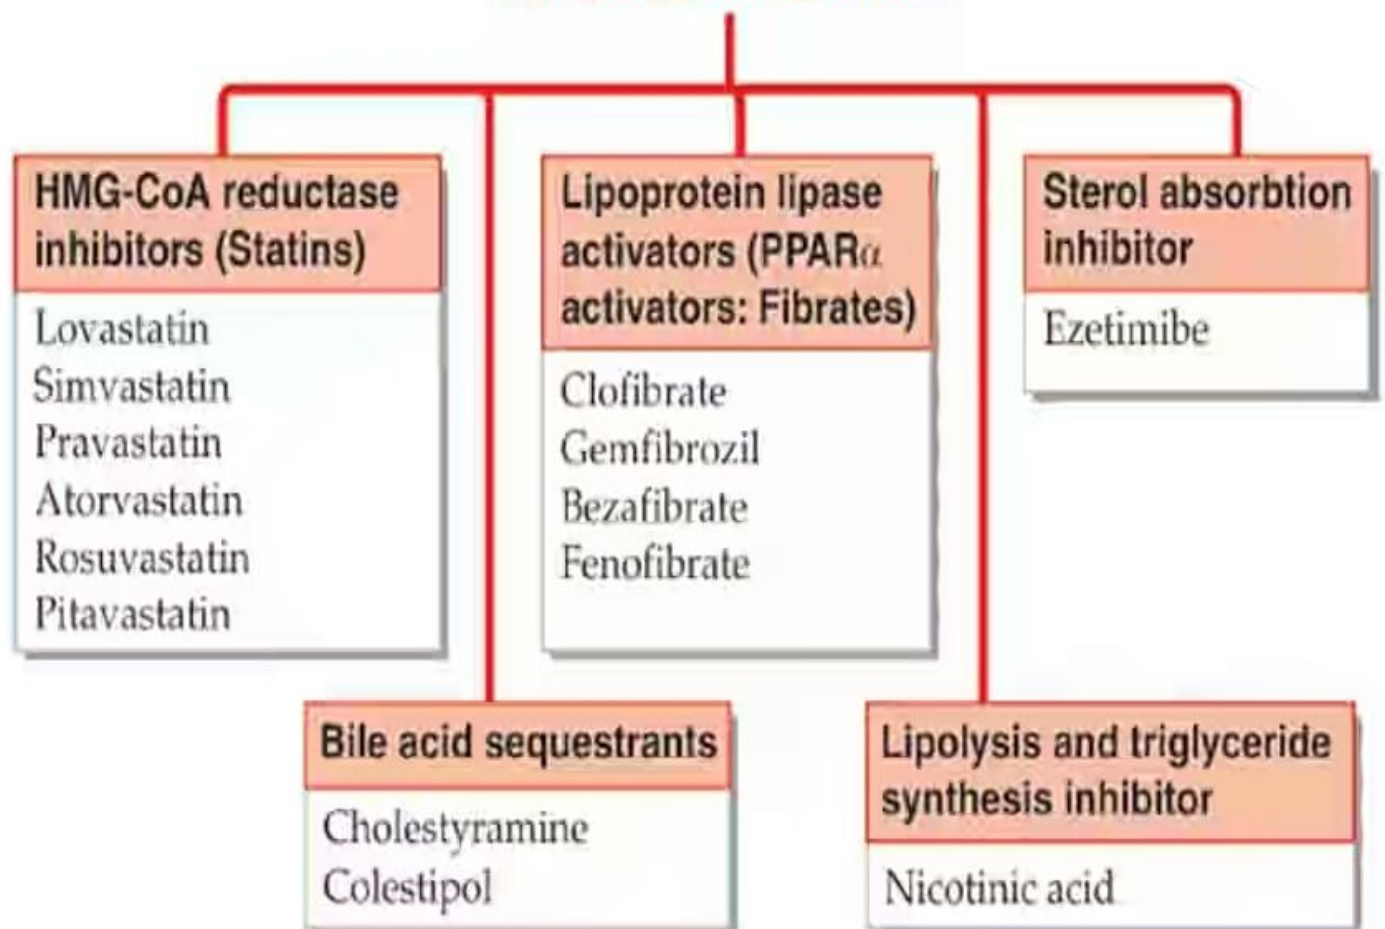 HMG-CoA reductase
inhibitors (Statins)
Lovastatin
Simvastatin
Pravastatin
Atorvastatin
Rosuvastatin
Pitavastatin
Lipoprotein lipase
activators (PPARα
activators: Fibrates)
Clofibrate
Gemfibrozil
Bezafibrate
Fenofibrate
Sterol absorbtion
inhibitor
Ezetimibe
Bile acid sequestrants
Cholestyramine
Colestipol
Lipolysis and triglyceride
synthesis inhibitor
Nicotinic acid